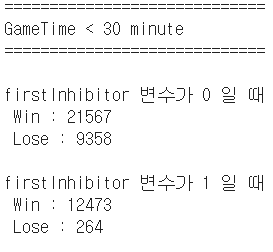 ==============================
GameTime < 30 minute
==============================
firstInhibitor 변수가 0 일 때
Win : 21567
Lose : 9358
firstInhibitor 변수가 1 일 때
Win : 12473
Lose : 264